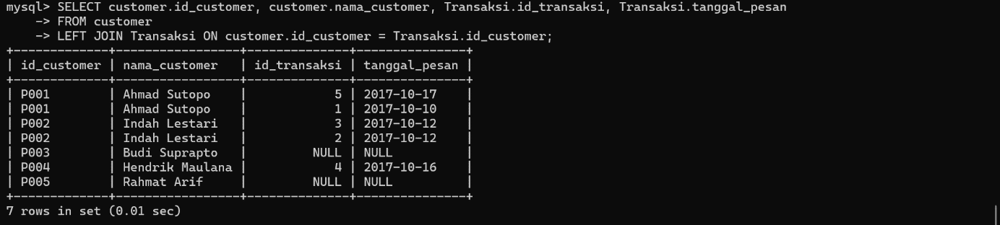 mysql> SELECT customer.id_customer, customer.nama_customer, Transaksi.id_transaksi, Transaksi.tanggal_pesan
    -> FROM customer
    -> LEFT JOIN Transaksi ON customer.id_customer = Transaksi.id_customer;
+-------------+-----------------+--------------+---------------+
| id_customer | nama_customer   | id_transaksi | tanggal_pesan |
+-------------+-----------------+--------------+---------------+
| P001        | Ahmad Sutopo    |            5 | 2017-10-17    |
| P001        | Ahmad Sutopo    |            1 | 2017-10-10    |
| P002        | Indah Lestari   |            3 | 2017-10-12    |
| P002        | Indah Lestari   |            2 | 2017-10-12    |
| P003        | Budi Suprapto   |         NULL | NULL          |
| P004        | Hendrik Maulana |            4 | 2017-10-16    |
| P005        | Rahmat Arif     |         NULL | NULL          |
+-------------+-----------------+--------------+---------------+
7 rows in set (0.01 sec)